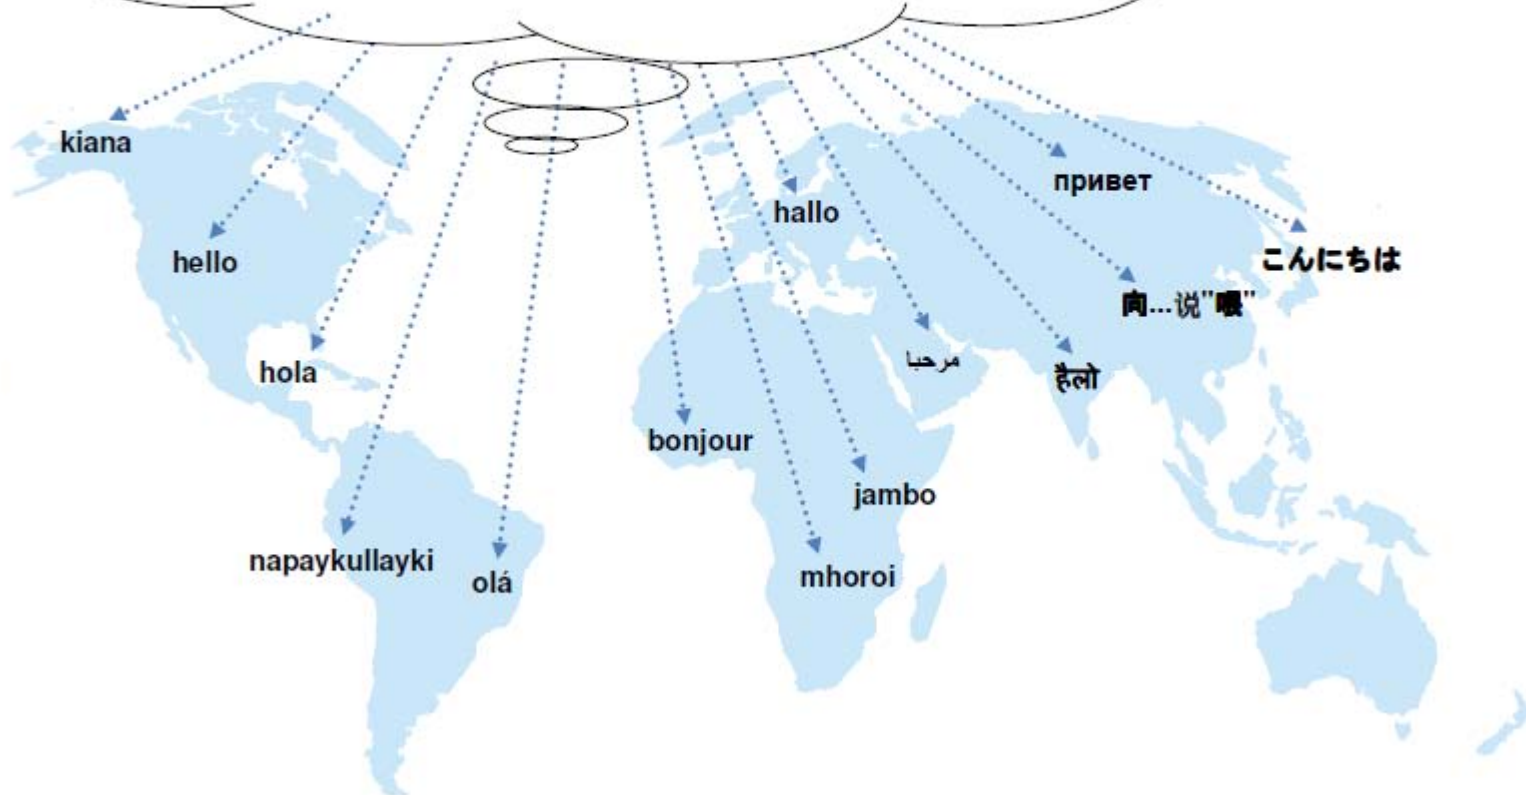 kiana
привет
hallo
hello
こんにちは
向...说"喂"
hola
مرحبا
हैलो
bonjour
jambo
napaykullayki
olá
mhoroi